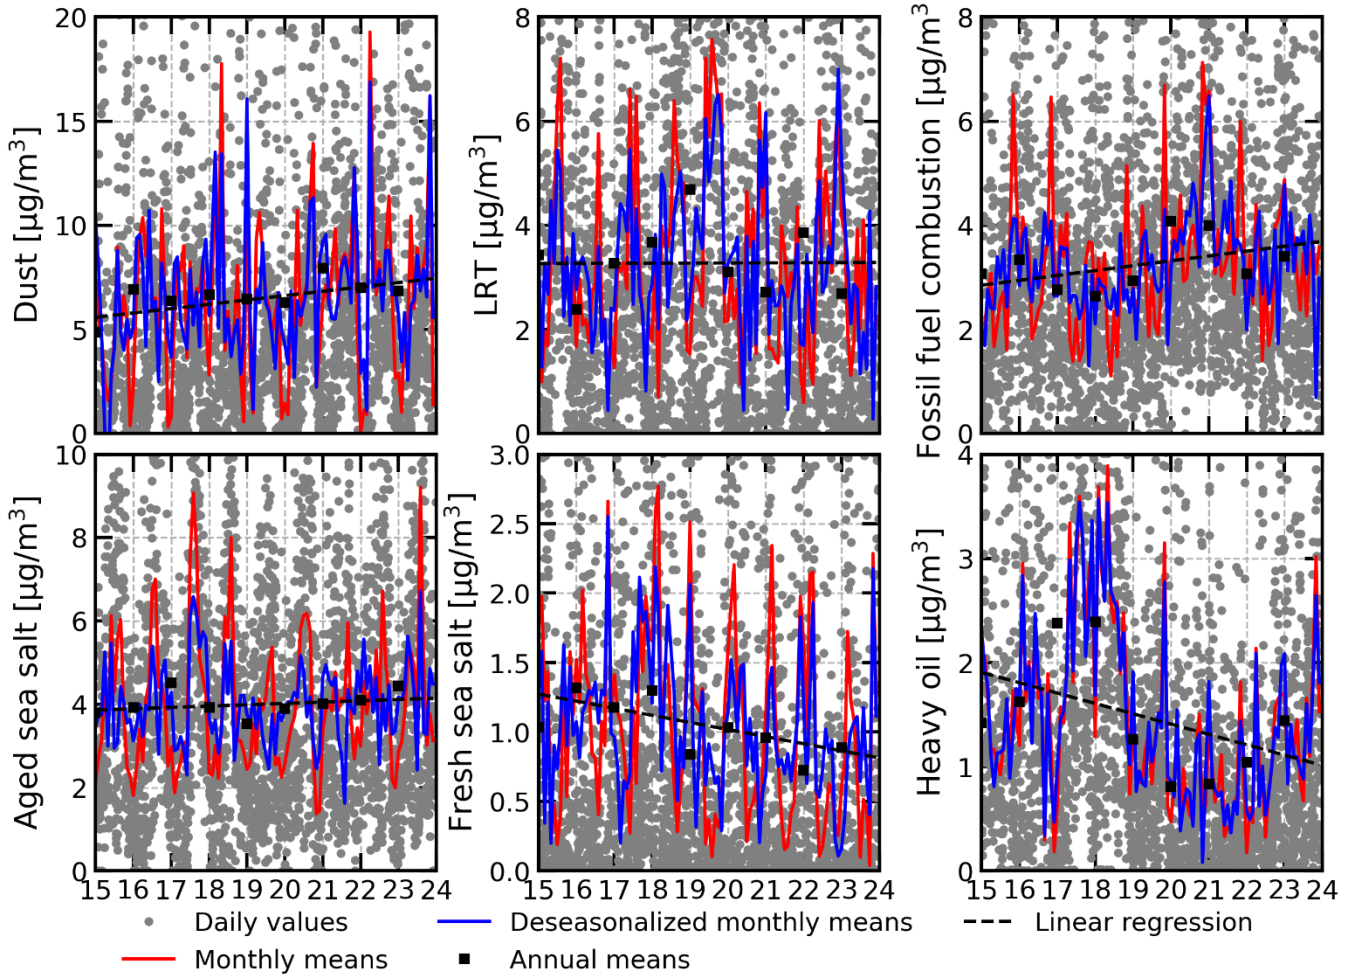 Dust [µg/m³]
20
15
10
5
0
LRT [µg/m³]
8
6
4
2
0
Fossil fuel combustion [µg/m³]
8
6
4
2
0
Aged sea salt [µg/m³]
10
8
6
4
2
0
15 16 17 18 19 20 21 22 23 24
Fresh sea salt [µg/m³]
3.0
2.5
2.0
1.5
1.0
0.5
0.0
15 16 17 18 19 20 21 22 23 24
Heavy oil [µg/m³]
4
3
2
1
0
15 16 17 18 19 20 21 22 23 24
Daily values
Deseasonalized monthly means
Linear regression
Monthly means
Annual means